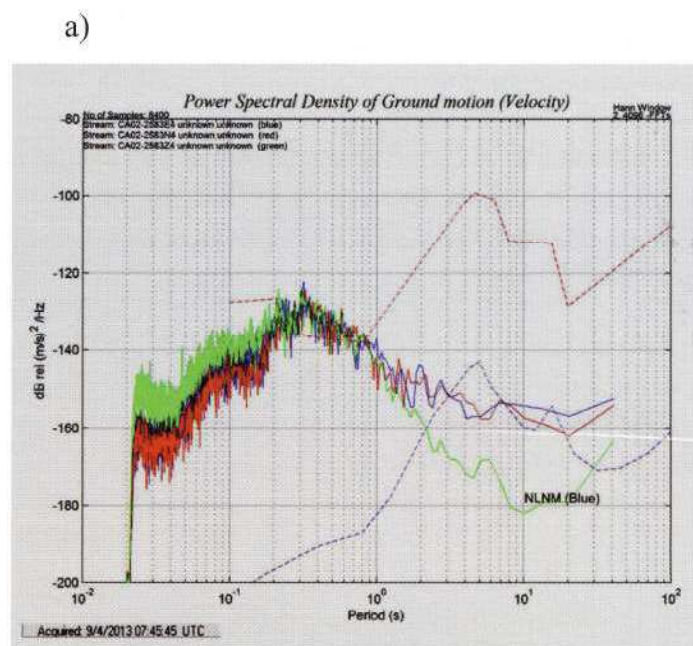 a)
Power Spectral Density of Ground motion (Velocity)
No of Samples: 8400
Hann Window
Stream: CA02-2583E4 unknown unknown (blue)
Stream: CA02-2583N4 unknown unknown (red)
Stream: CA02-2583Z4 unknown unknown (green)
-80
-100
-120
-140
-160
-180
-200
dB rel (m/s)² /Hz
NLNM (Blue)
10⁻² 10⁻¹ 10⁰ 10¹ 10²
Period (s)
Acquired: 9/4/2013 07:45:45 UTC